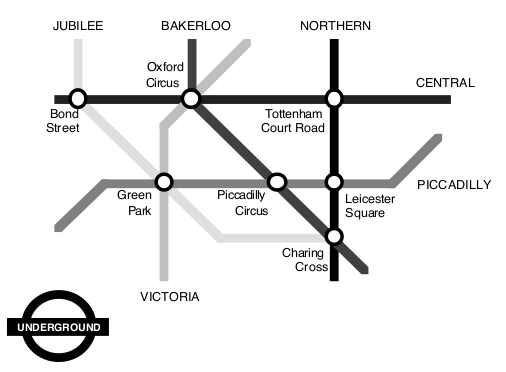 JUBILEE
BAKERLOO
NORTHERN
Oxford
Circus
CENTRAL
Bond
Street
Tottenham
Court Road
PICCADILLY
Green
Park
Piccadilly
Circus
Leicester
Square
Charing
Cross
VICTORIA
UNDERGROUND